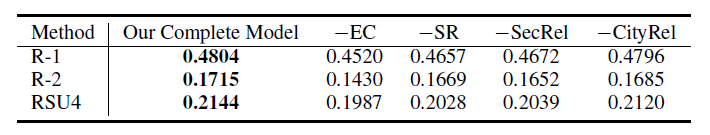 Method Our Complete Model −EC −SR −SecRel −CityRel
R-1 0.4804 0.4520 0.4657 0.4672 0.4796
R-2 0.1715 0.1430 0.1669 0.1652 0.1685
RSU4 0.2144 0.1987 0.2028 0.2039 0.2120